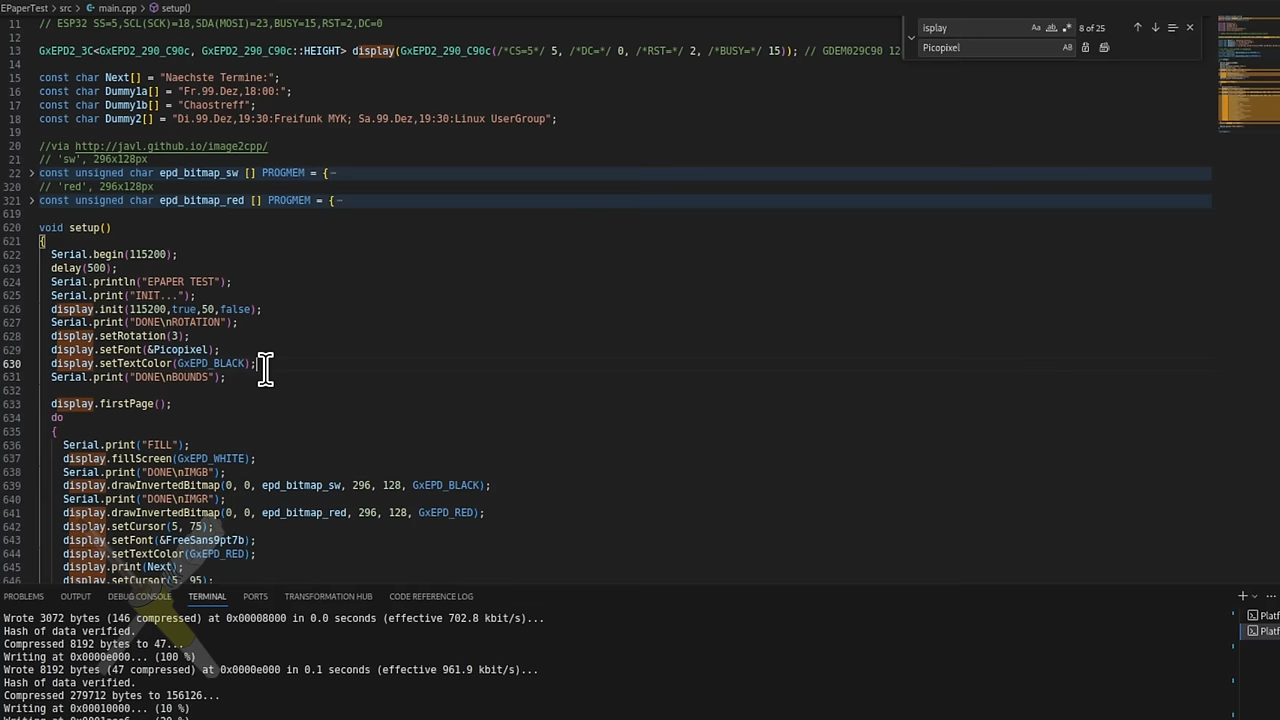 EPaperTest > src > main.cpp > setup()
11 // ESP32 SS=5,SCL(SCK)=18,SDA(MOSI)=23,BUSY=15,RST=2,DC=0
12
13 GxEPD2_3C<GxEPD2_290_C90c, GxEPD2_290_C90c::HEIGHT> display(GxEPD2_290_C90c(/*CS=5*/ 5, /*DC=*/ 0, /*RST=*/ 2, /*BUSY=*/ 15)); // GDEM029C90 12
14
15 const char Next[] = "Naechste Termine:";
16 const char Dummy1a[] = "Fr.99.Dez,18:00:";
17 const char Dummy1b[] = "Chaostreff";
18 const char Dummy2[] = "Di.99.Dez,19:30:Freifunk MYK; Sa.99.Dez,19:30:Linux UserGroup";
19
20 //via http://javl.github.io/image2cpp/
21 // 'sw', 296x128px
22 const unsigned char epd_bitmap_sw [] PROGMEM = {
320 // 'red', 296x128px
321 const unsigned char epd_bitmap_red [] PROGMEM = {
619
620 void setup()
621 {
622 Serial.begin(115200);
623 delay(500);
624 Serial.println("EPAPER TEST");
625 Serial.print("INIT...");
626 display.init(115200,true,50,false);
627 Serial.print("DONE\nROTATION");
628 display.setRotation(3);
629 display.setFont(&Picopixel);
630 display.setTextColor(GxEPD_BLACK);
631 Serial.print("DONE\nBOUNDS");
632
633 display.firstPage();
634 do
635 {
636 Serial.print("FILL");
637 display.fillScreen(GxEPD_WHITE);
638 Serial.print("DONE\nIMGB");
639 display.drawInvertedBitmap(0, 0, epd_bitmap_sw, 296, 128, GxEPD_BLACK);
640 Serial.print("DONE\nIMGR");
641 display.drawInvertedBitmap(0, 0, epd_bitmap_red, 296, 128, GxEPD_RED);
642 display.setCursor(5, 75);
643 display.setFont(&FreeSans9pt7b);
644 display.setTextColor(GxEPD_RED);
645 display.print(Next);
646 display.setCursor(5, 95);
isplay Aa ab .* 8 of 25
Picopixel AB
PROBLEMS OUTPUT DEBUG CONSOLE TERMINAL PORTS TRANSFORMATION HUB CODE REFERENCE LOG
Wrote 3072 bytes (146 compressed) at 0x00008000 in 0.0 seconds (effective 702.8 kbit/s)...
Hash of data verified.
Compressed 8192 bytes to 47...
Writing at 0x0000e000... (100 %)
Wrote 8192 bytes (47 compressed) at 0x0000e000 in 0.1 seconds (effective 961.9 kbit/s)...
Hash of data verified.
Compressed 279712 bytes to 156126...
Writing at 0x00010000... (10 %)
Platf
Platf